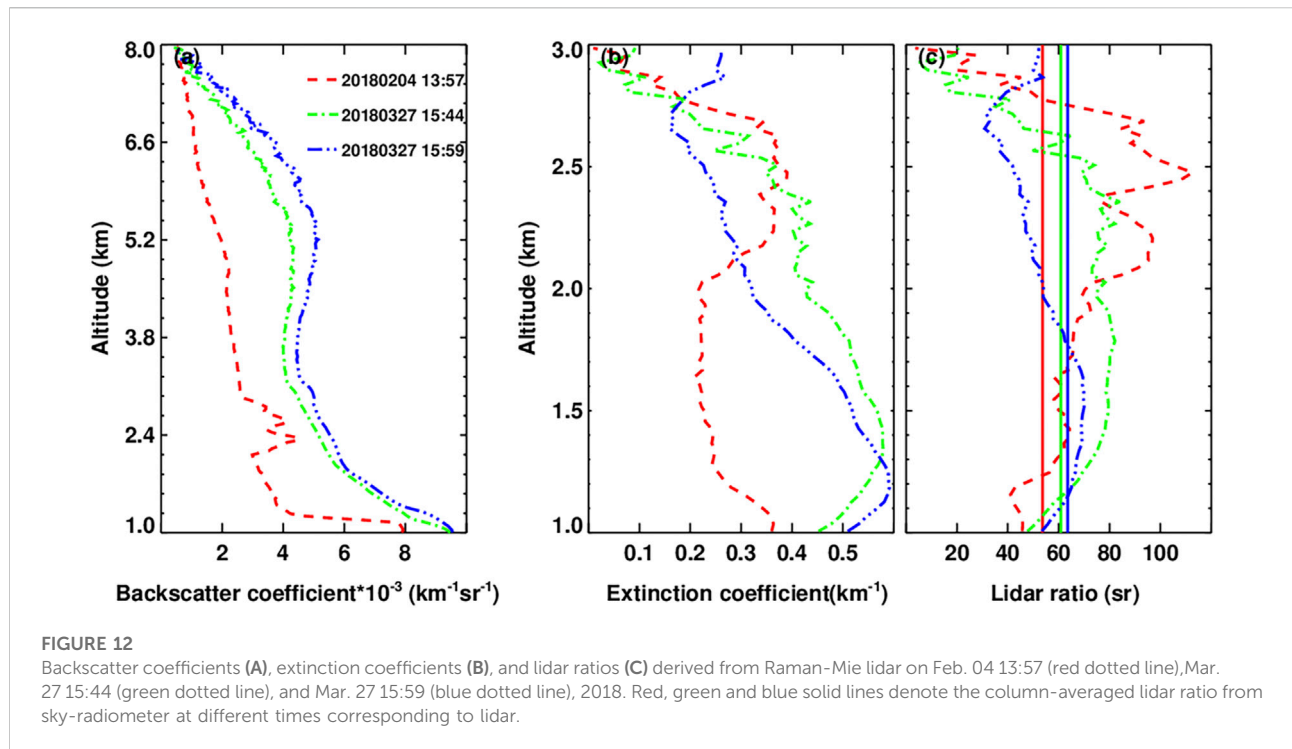 (a)
8.0
6.6
5.2
3.8
2.4
1.0
Altitude (km)
20180204 13:57
20180327 15:44
20180327 15:59
2 4 6 8
Backscatter coefficient*10⁻³ (km⁻¹sr⁻¹)
(b)
3.0
2.5
2.0
1.5
1.0
Altitude (km)
0.1 0.2 0.3 0.4 0.5
Extinction coefficient(km⁻¹)
(c)
20 40 60 80 100
Lidar ratio (sr)
FIGURE 12
Backscatter coefficients (A), extinction coefficients (B), and lidar ratios (C) derived from Raman-Mie lidar on Feb. 04 13:57 (red dotted line),Mar.
27 15:44 (green dotted line), and Mar. 27 15:59 (blue dotted line), 2018. Red, green and blue solid lines denote the column-averaged lidar ratio from
sky-radiometer at different times corresponding to lidar.